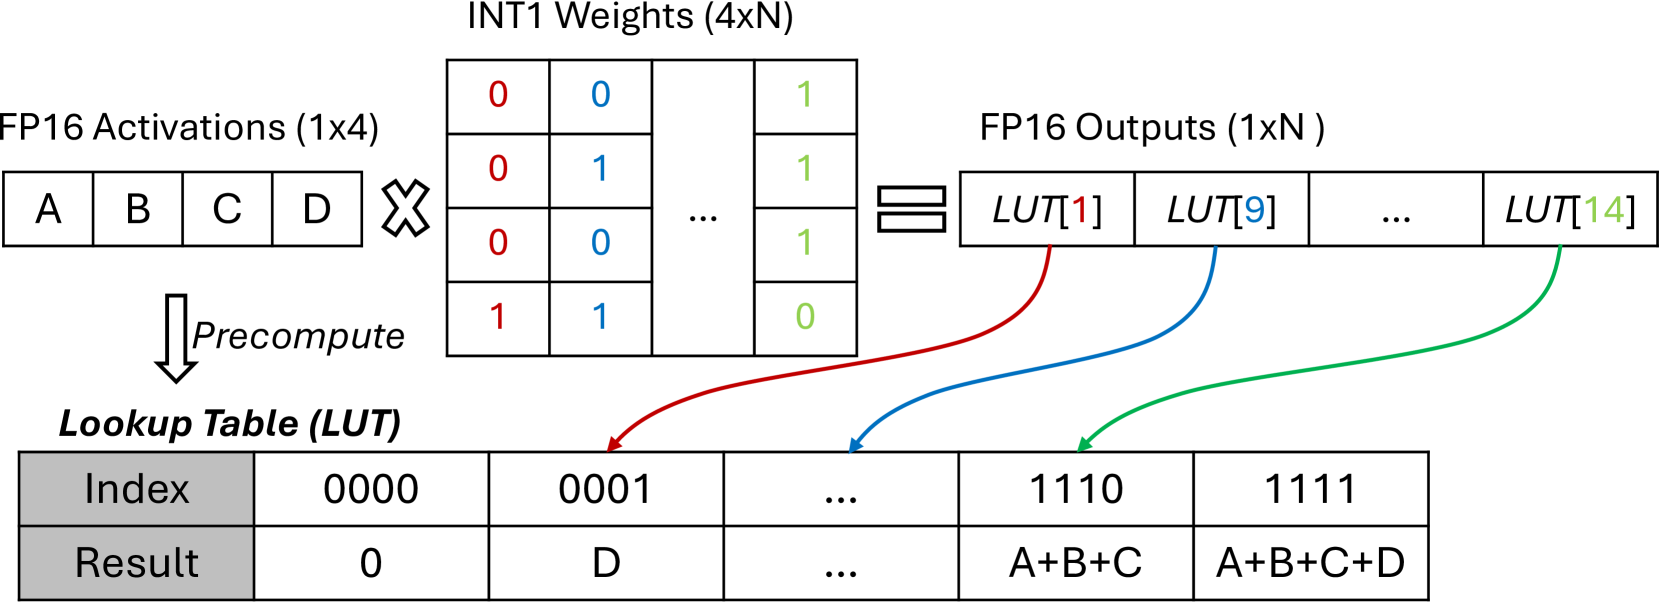 INT1 Weights (4xN)
FP16 Activations (1x4)
FP16 Outputs (1xN )
0 0 1
0 1 1
A B C D
... 
LUT[1] LUT[9] ... LUT[14]
0 0 1
1 1 0
Precompute
Lookup Table (LUT)
Index 0000 0001 ... 1110 1111
Result 0 D ... A+B+C A+B+C+D